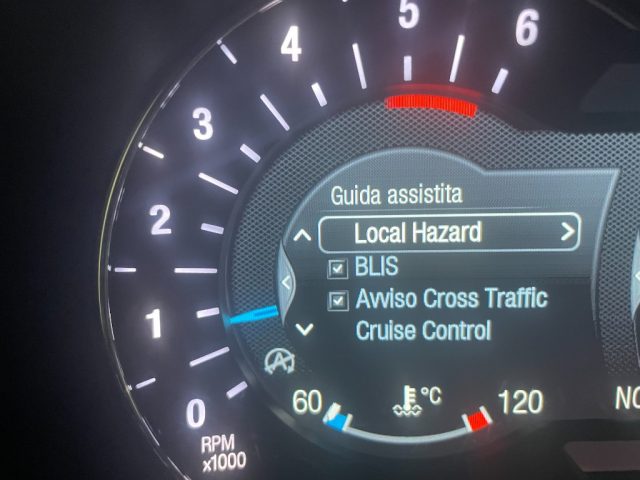 5
6
4
3
2
1
0
RPM
x1000
Guida assistita
Local Hazard
BLIS
Avviso Cross Traffic
Cruise Control
60 °C 120